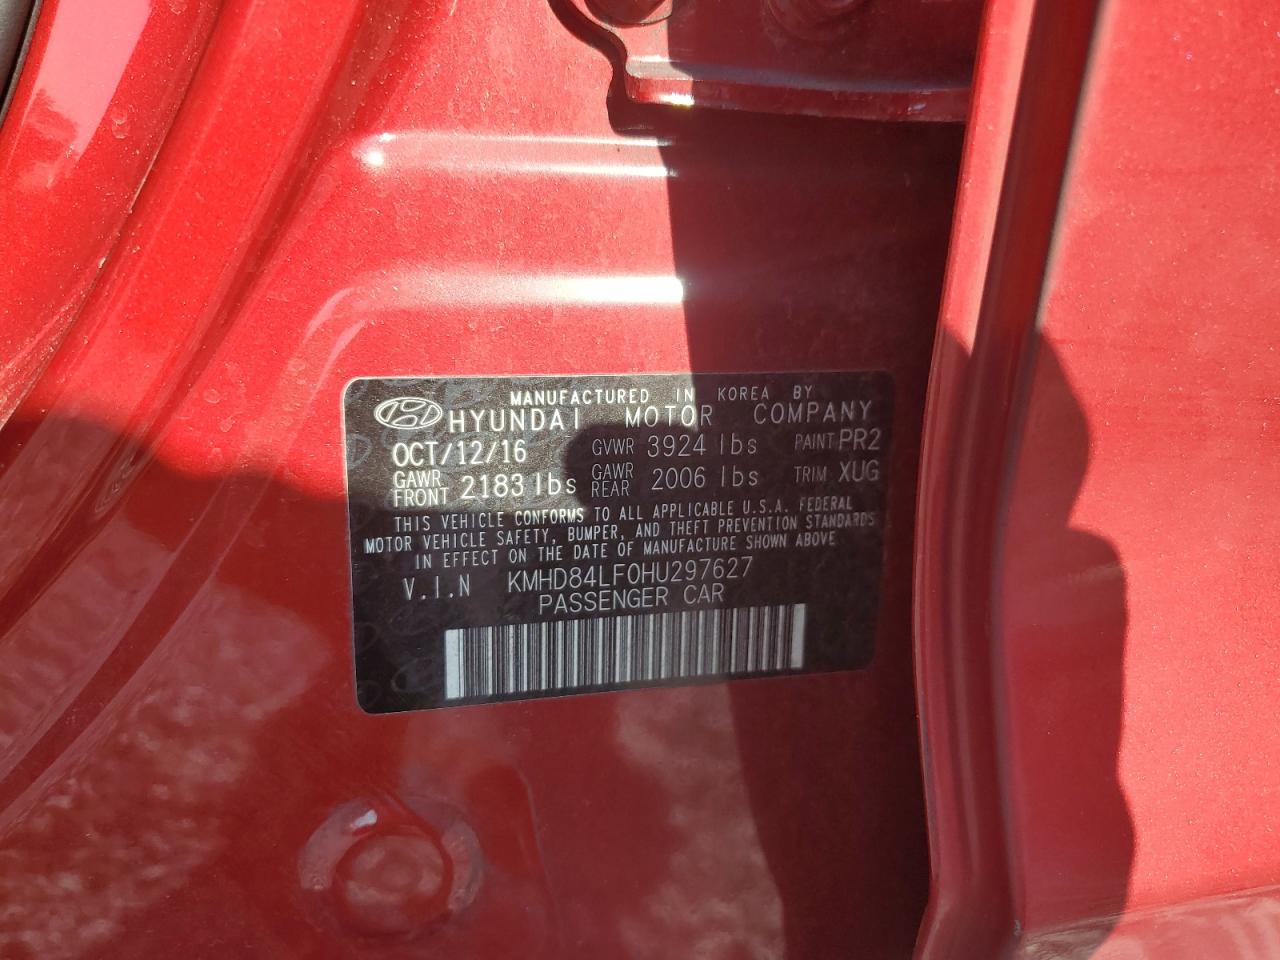 MANUFACTURED IN KOREA BY
HYUNDAI MOTOR COMPANY
OCT/12/16 GVWR 3924 lbs PAINT PR2
GAWR FRONT 2183 lbs GAWR REAR 2006 lbs TRIM XUG
THIS VEHICLE CONFORMS TO ALL APPLICABLE U.S.A. FEDERAL
MOTOR VEHICLE SAFETY, BUMPER, AND THEFT PREVENTION STANDARDS
IN EFFECT ON THE DATE OF MANUFACTURE SHOWN ABOVE
V.I.N KMHD84LF0HU297627
PASSENGER CAR